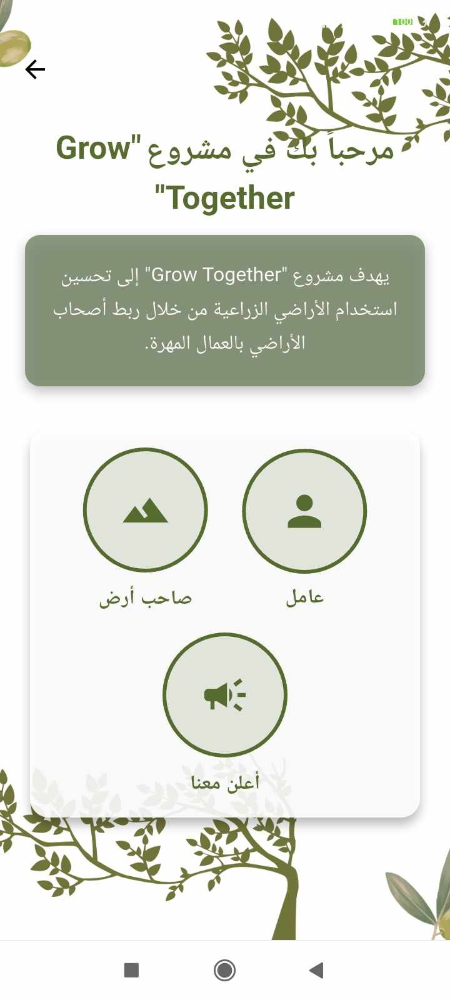 100
مرحباً بك في مشروع "Grow
Together"
يهدف مشروع "Grow Together" إلى تحسين
استخدام الأراضي الزراعية من خلال ربط أصحاب
الأراضي بالعمال المهرة.
عامل
صاحب أرض
أعلن معنا